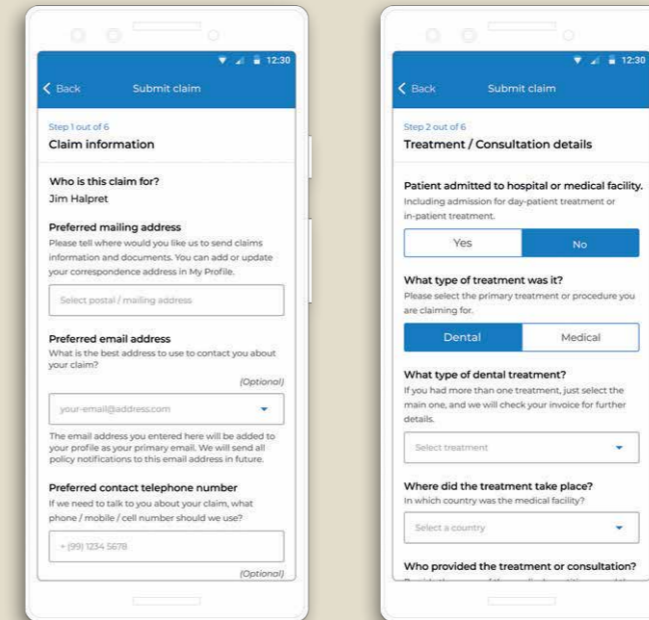 12:30
Back Submit claim
Step 1 out of 6
Claim information
Who is this claim for?
Jim Halpret
Preferred mailing address
Please tell where would you like us to send claims
information and documents. You can add or update
your correspondence address in My Profile.
Select postal / mailing address
Preferred email address
What is the best address to use to contact you about
your claim?
(Optional)
your-email@address.com
The email address you entered here will be added to
your profile as your primary email. We will send all
policy notifications to this email address in future.
Preferred contact telephone number
If we need to talk to you about your claim, what
phone / mobile / cell number should we use?
+ (99) 1234 5678
(Optional)
12:30
Back Submit claim
Step 2 out of 6
Treatment / Consultation details
Patient admitted to hospital or medical facility.
Including admission for day-patient treatment or
in-patient treatment.
Yes No
What type of treatment was it?
Please select the primary treatment or procedure you
are claiming for.
Dental Medical
What type of dental treatment?
If you had more than one treatment, just select the
main one, and we will check your invoice for further
details.
Select treatment
Where did the treatment take place?
In which country was the medical facility?
Select a country
Who provided the treatment or consultation?